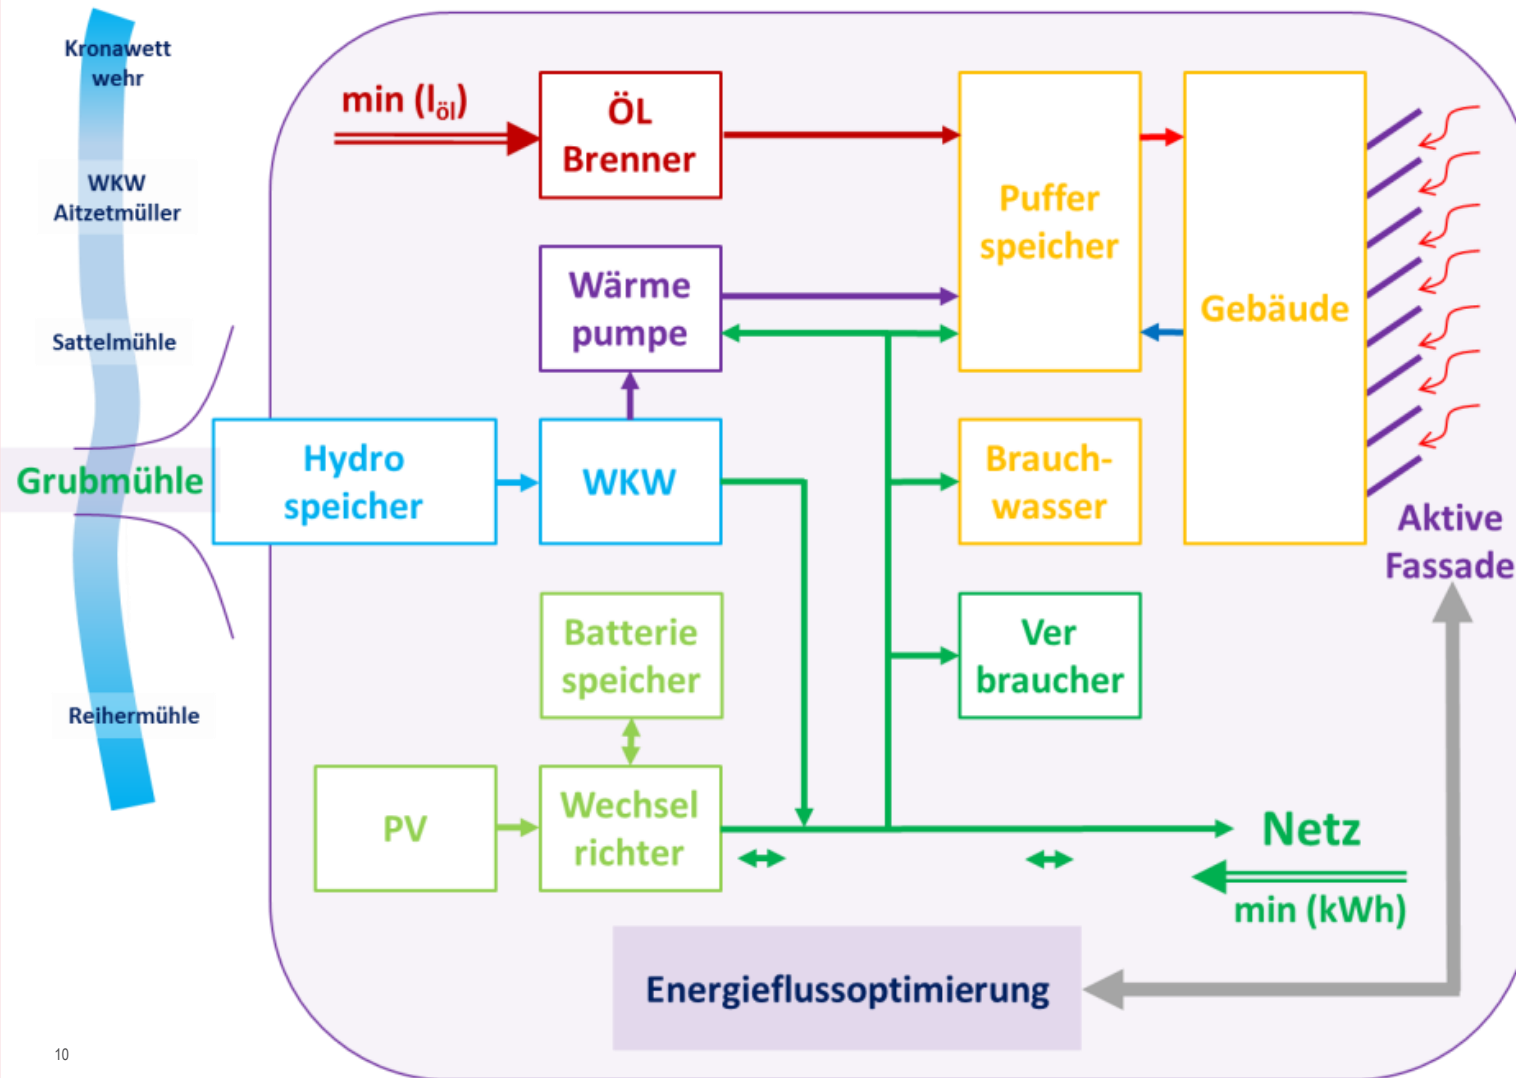 Kronawett
wehr
WKW
Aitzetmüller
Sattelmühle
Grubmühle
Reihermühle
min (löl)
ÖL
Brenner
Puffer
speicher
Gebäude
Wärme
pumpe
Hydro
speicher
WKW
Brauch-
wasser
Aktive
Fassade
Batterie
speicher
Ver
braucher
PV
Wechsel
richter
Netz
min (kWh)
Energieflussoptimierung
10